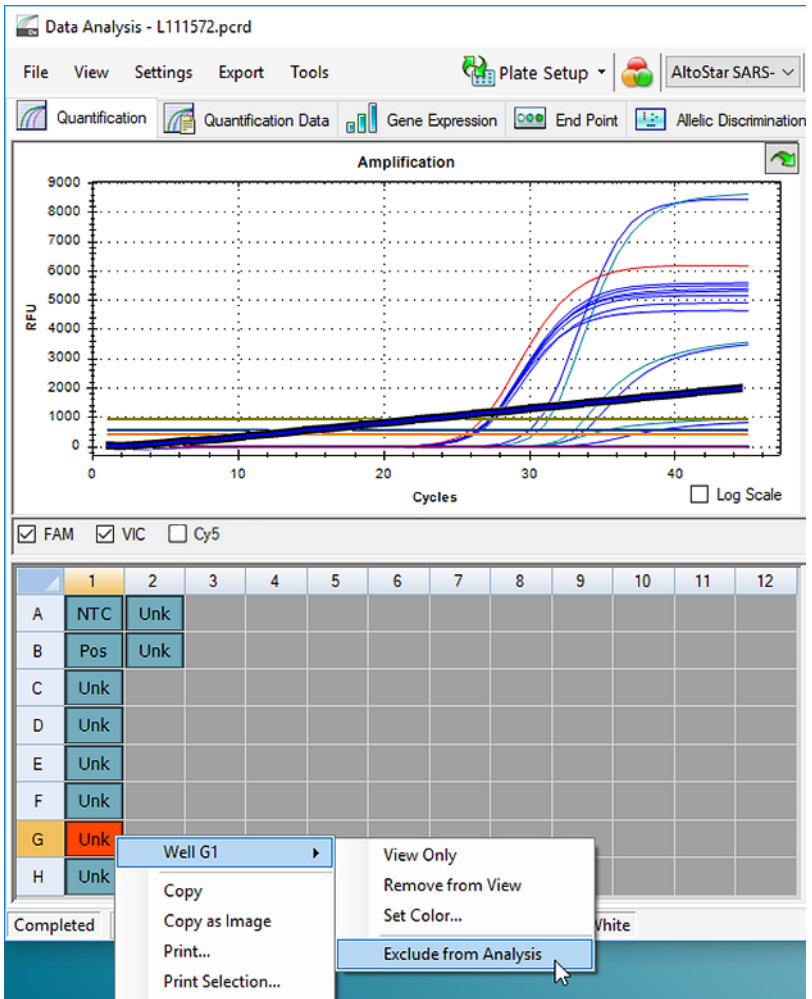 Data Analysis - L111572.pcrd
File View Settings Export Tools Plate Setup AltoStar SARS-
Quantification Quantification Data Gene Expression End Point Allelic Discrimination
Amplification
9000
8000
7000
6000
5000
4000
3000
2000
1000
0
RFU
0 10 20 30 40
Cycles
Log Scale
FAM VIC Cy5
1 2 3 4 5 6 7 8 9 10 11 12
A NTC Unk
B Pos Unk
C Unk
D Unk
E Unk
F Unk
G Unk
H Unk
Well G1
Copy
Copy as Image
Print...
Print Selection...
View Only
Remove from View
Set Color...
Exclude from Analysis
Completed